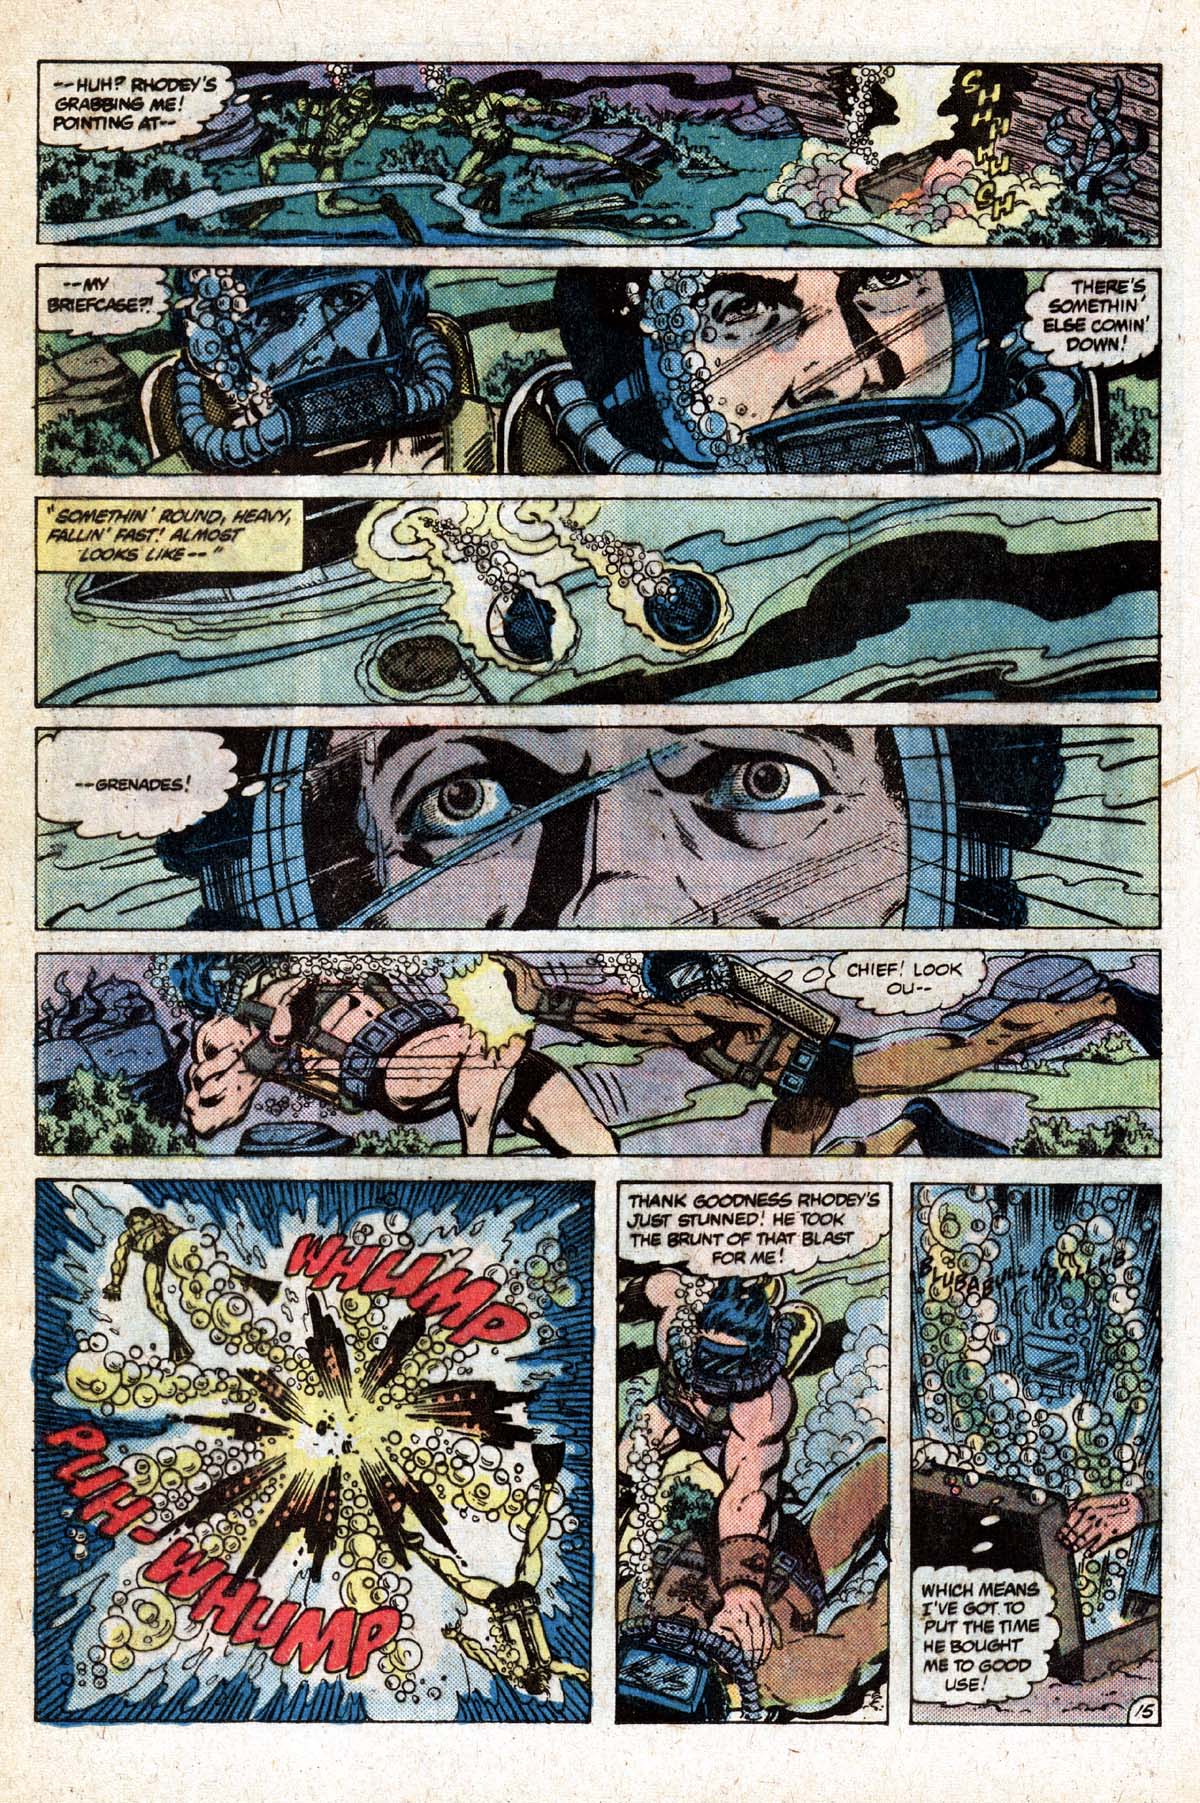 --HUH? RHODEY'S
GRABBING ME!
POINTING AT--
SHHHHUSH
--MY
BRIEFCASE?!
THERE'S
SOMETHIN'
ELSE COMIN'
DOWN!
"SOMETHIN' ROUND, HEAVY,
FALLIN' FAST! ALMOST
LOOKS LIKE--"
--GRENADES!
CHIEF! LOOK
OU--
WHUMP
PUH-
WHUMP
THANK GOODNESS RHODEY'S
JUST STUNNED! HE TOOK
THE BRUNT OF THAT BLAST
FOR ME!
WHICH MEANS
I'VE GOT TO
PUT THE TIME
HE BOUGHT
ME TO GOOD
USE!
15